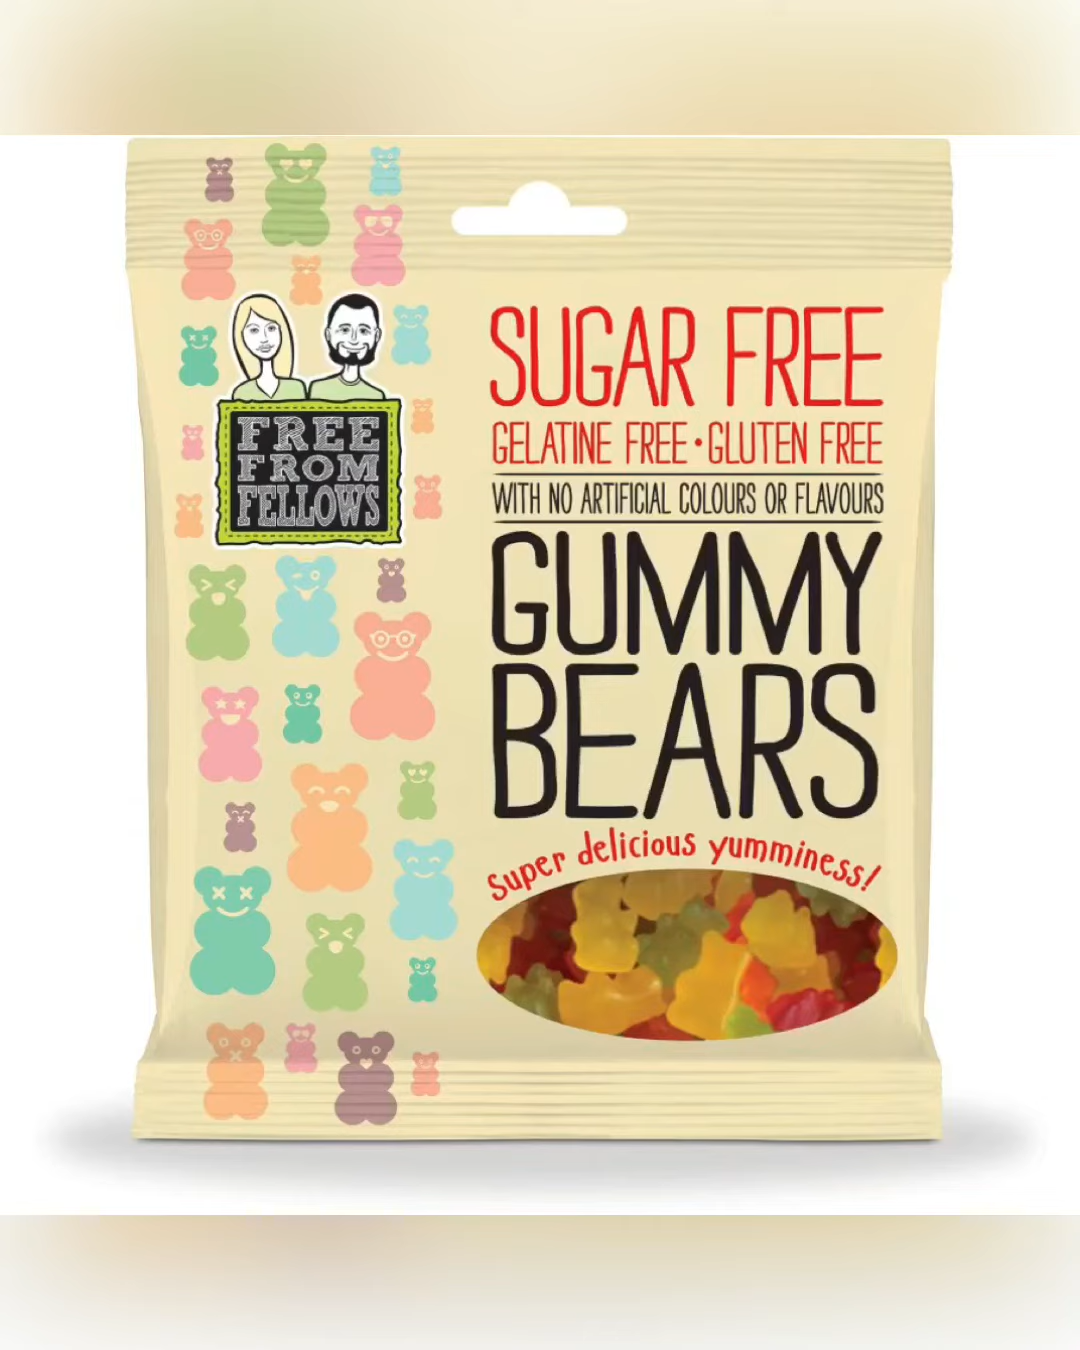 FREE
FROM
FELLOWS
SUGAR FREE
GELATINE FREE • GLUTEN FREE
WITH NO ARTIFICIAL COLOURS OR FLAVOURS
GUMMY
BEARS
super delicious yumminess!